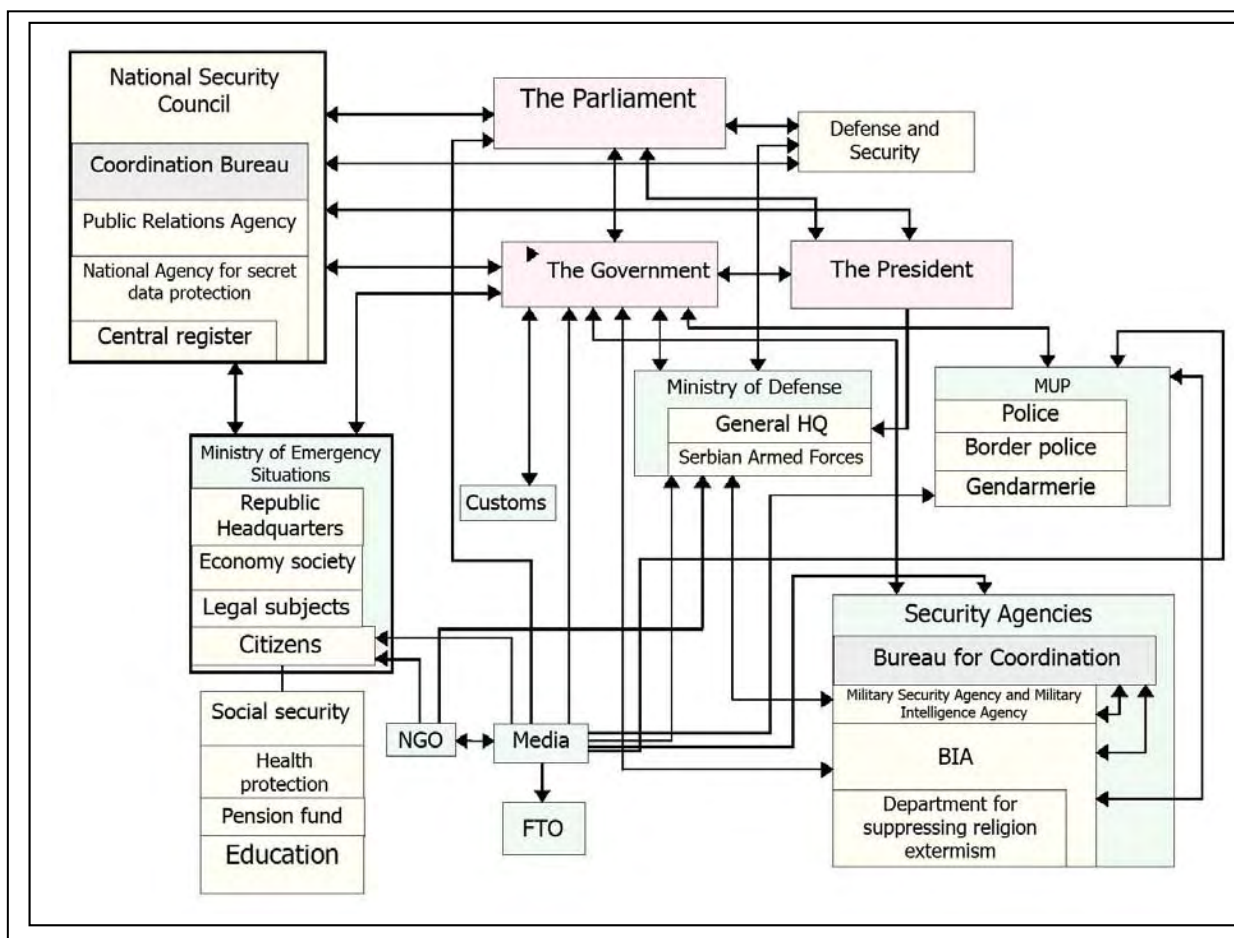 National Security
Council
Coordination Bureau
Public Relations Agency
National Agency for secret
data protection
Central register
The Parliament
Defense and
Security
The Government
The President
Ministry of Defense
General HQ
Serbian Armed Forces
MUP
Police
Border police
Gendarmerie
Ministry of Emergency
Situations
Republic
Headquarters
Economy society
Legal subjects
Citizens
Customs
Social security
Health
protection
Pension fund
Education
NGO
Media
FTO
Security Agencies
Bureau for Coordination
Military Security Agency and Military
Intelligence Agency
BIA
Department for
suppressing religion
extermism